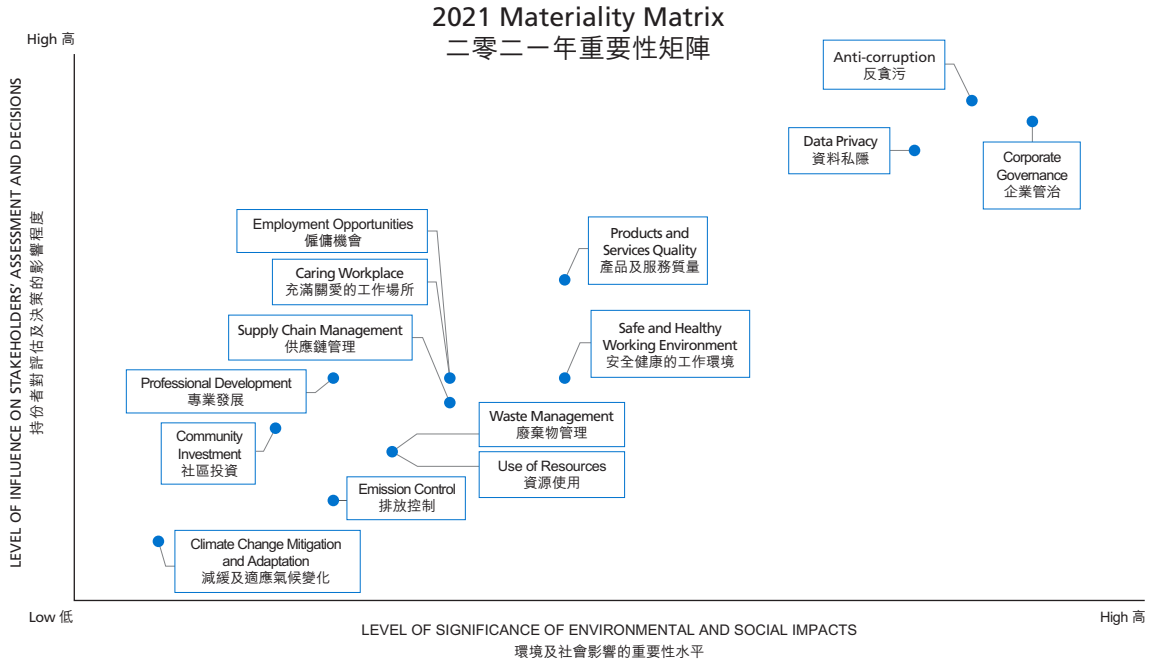 2021 Materiality Matrix
二零二一年重要性矩陣
High 高
LEVEL OF INFLUENCE ON STAKEHOLDERS' ASSESSMENT AND DECISIONS
持份者對評估及決策的影響程度
Anti-corruption
反貪污
Data Privacy
資料私隱
Corporate
Governance
企業管治
Employment Opportunities
僱傭機會
Products and
Services Quality
產品及服務質量
Caring Workplace
充滿關愛的工作場所
Supply Chain Management
供應鏈管理
Safe and Healthy
Working Environment
安全健康的工作環境
Professional Development
專業發展
Waste Management
廢棄物管理
Community
Investment
社區投資
Use of Resources
資源使用
Emission Control
排放控制
Climate Change Mitigation
and Adaptation
減緩及適應氣候變化
Low 低
High 高
LEVEL OF SIGNIFICANCE OF ENVIRONMENTAL AND SOCIAL IMPACTS
環境及社會影響的重要性水平